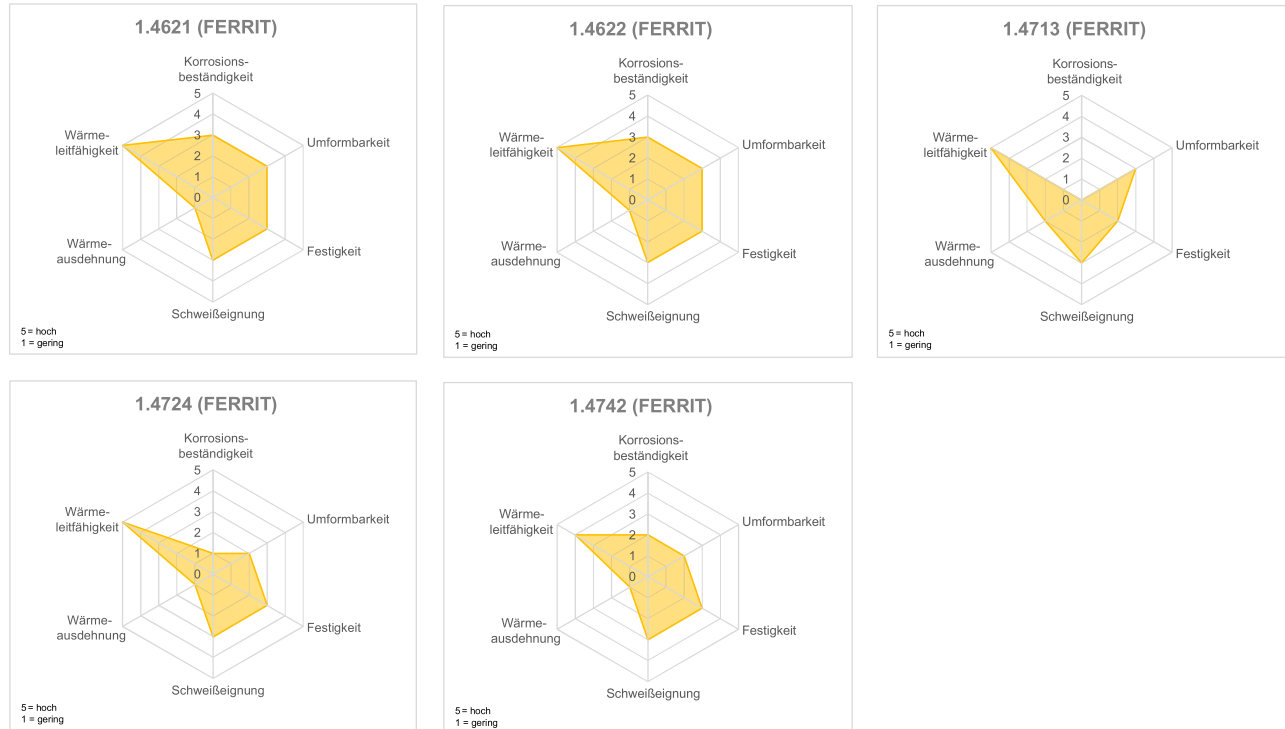 1.4621 (FERRIT)
Korrosions-
beständigkeit
5
4
3
2
1
0
Wärme-
leitfähigkeit
Umformbarkeit
Wärme-
ausdehnung
Festigkeit
Schweißeignung
5 = hoch
1 = gering
1.4622 (FERRIT)
Korrosions-
beständigkeit
5
4
3
2
1
0
Wärme-
leitfähigkeit
Umformbarkeit
Wärme-
ausdehnung
Festigkeit
Schweißeignung
5 = hoch
1 = gering
1.4713 (FERRIT)
Korrosions-
beständigkeit
5
4
3
2
1
0
Wärme-
leitfähigkeit
Umformbarkeit
Wärme-
ausdehnung
Festigkeit
Schweißeignung
5 = hoch
1 = gering
1.4724 (FERRIT)
Korrosions-
beständigkeit
5
4
3
2
1
0
Wärme-
leitfähigkeit
Umformbarkeit
Wärme-
ausdehnung
Festigkeit
Schweißeignung
5 = hoch
1 = gering
1.4742 (FERRIT)
Korrosions-
beständigkeit
5
4
3
2
1
0
Wärme-
leitfähigkeit
Umformbarkeit
Wärme-
ausdehnung
Festigkeit
Schweißeignung
5 = hoch
1 = gering